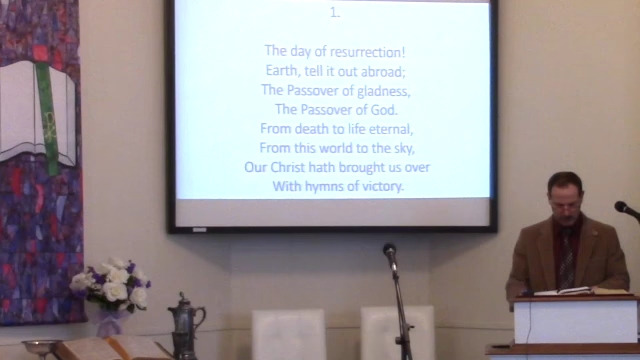 1.
The day of resurrection!
Earth, tell it out abroad;
The Passover of gladness,
The Passover of God.
From death to life eternal,
From this world to the sky,
Our Christ hath brought us over
With hymns of victory.